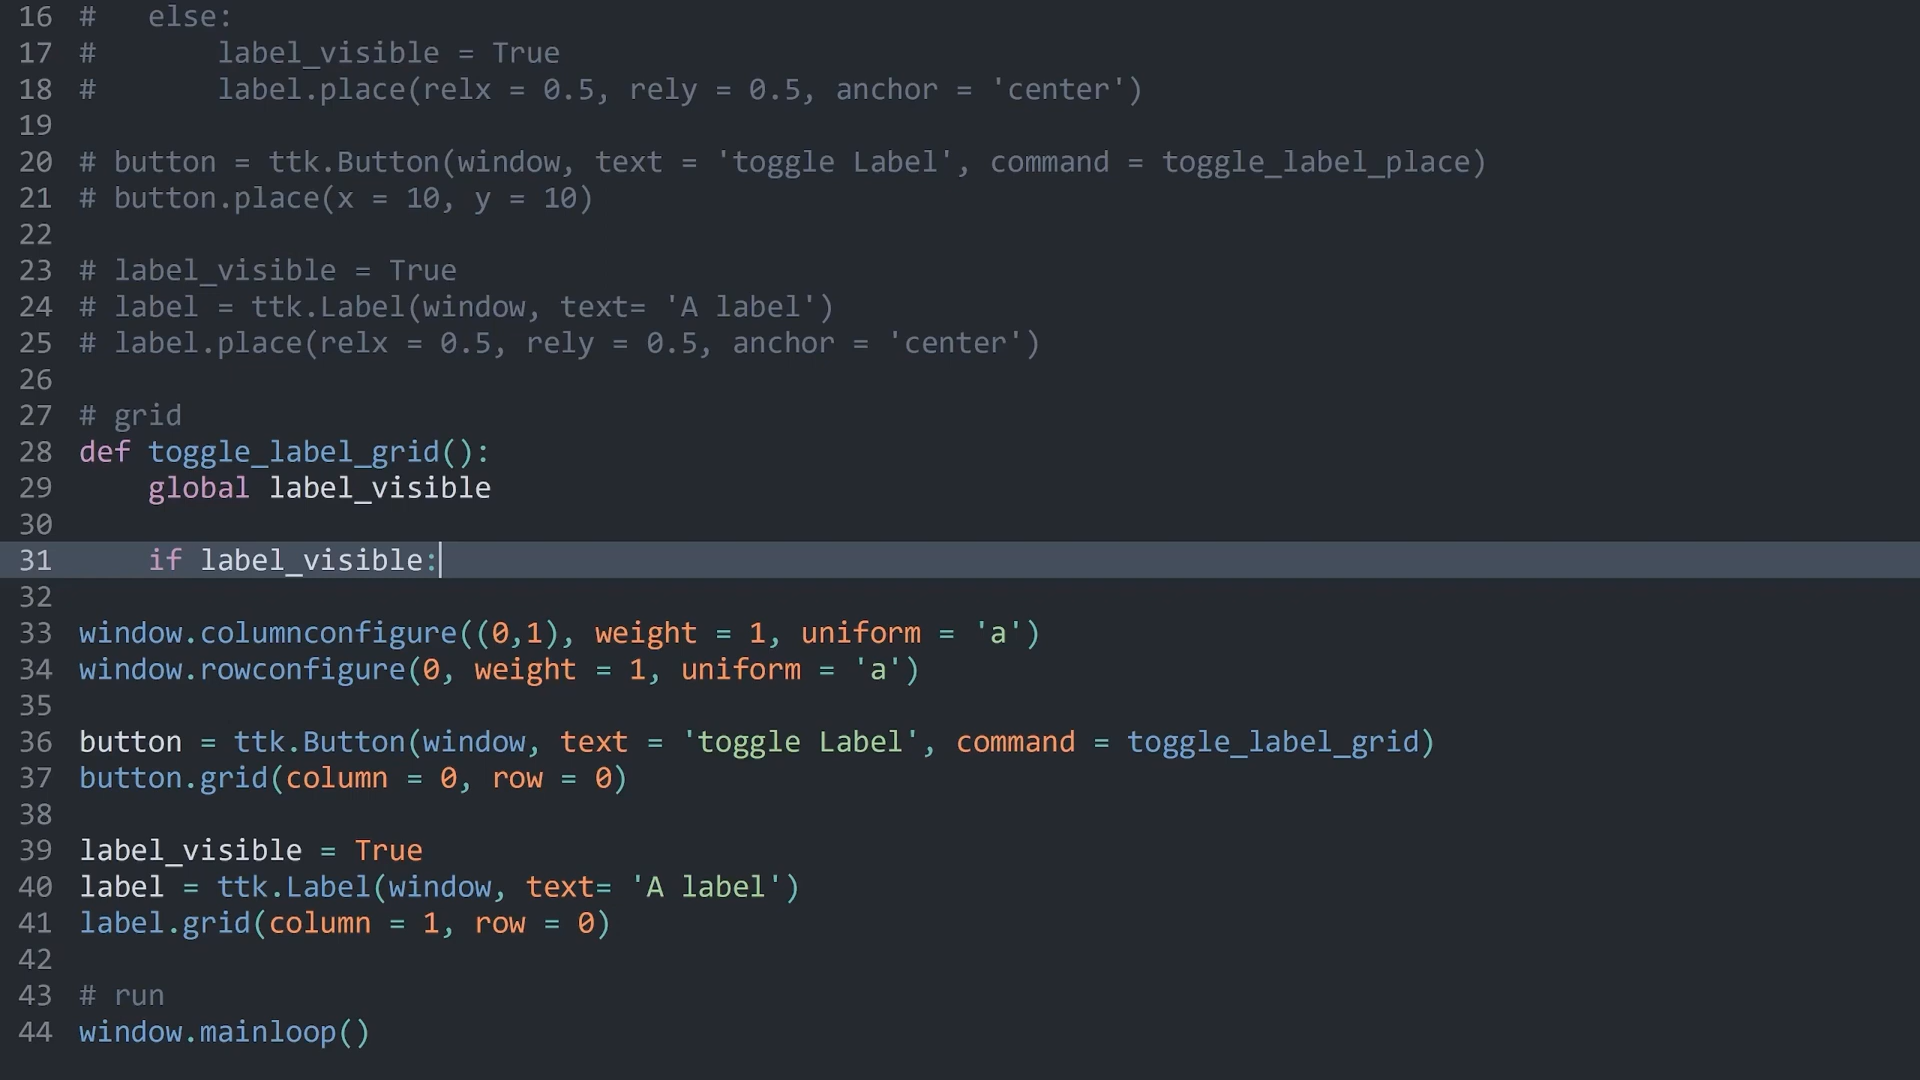 16 #   else:
17 #       label_visible = True
18 #       label.place(relx = 0.5, rely = 0.5, anchor = 'center')
19
20 # button = ttk.Button(window, text = 'toggle Label', command = toggle_label_place)
21 # button.place(x = 10, y = 10)
22
23 # label_visible = True
24 # label = ttk.Label(window, text= 'A label')
25 # label.place(relx = 0.5, rely = 0.5, anchor = 'center')
26
27 # grid
28 def toggle_label_grid():
29     global label_visible
30
31     if label_visible:
32
33 window.columnconfigure((0,1), weight = 1, uniform = 'a')
34 window.rowconfigure(0, weight = 1, uniform = 'a')
35
36 button = ttk.Button(window, text = 'toggle Label', command = toggle_label_grid)
37 button.grid(column = 0, row = 0)
38
39 label_visible = True
40 label = ttk.Label(window, text= 'A label')
41 label.grid(column = 1, row = 0)
42
43 # run
44 window.mainloop()